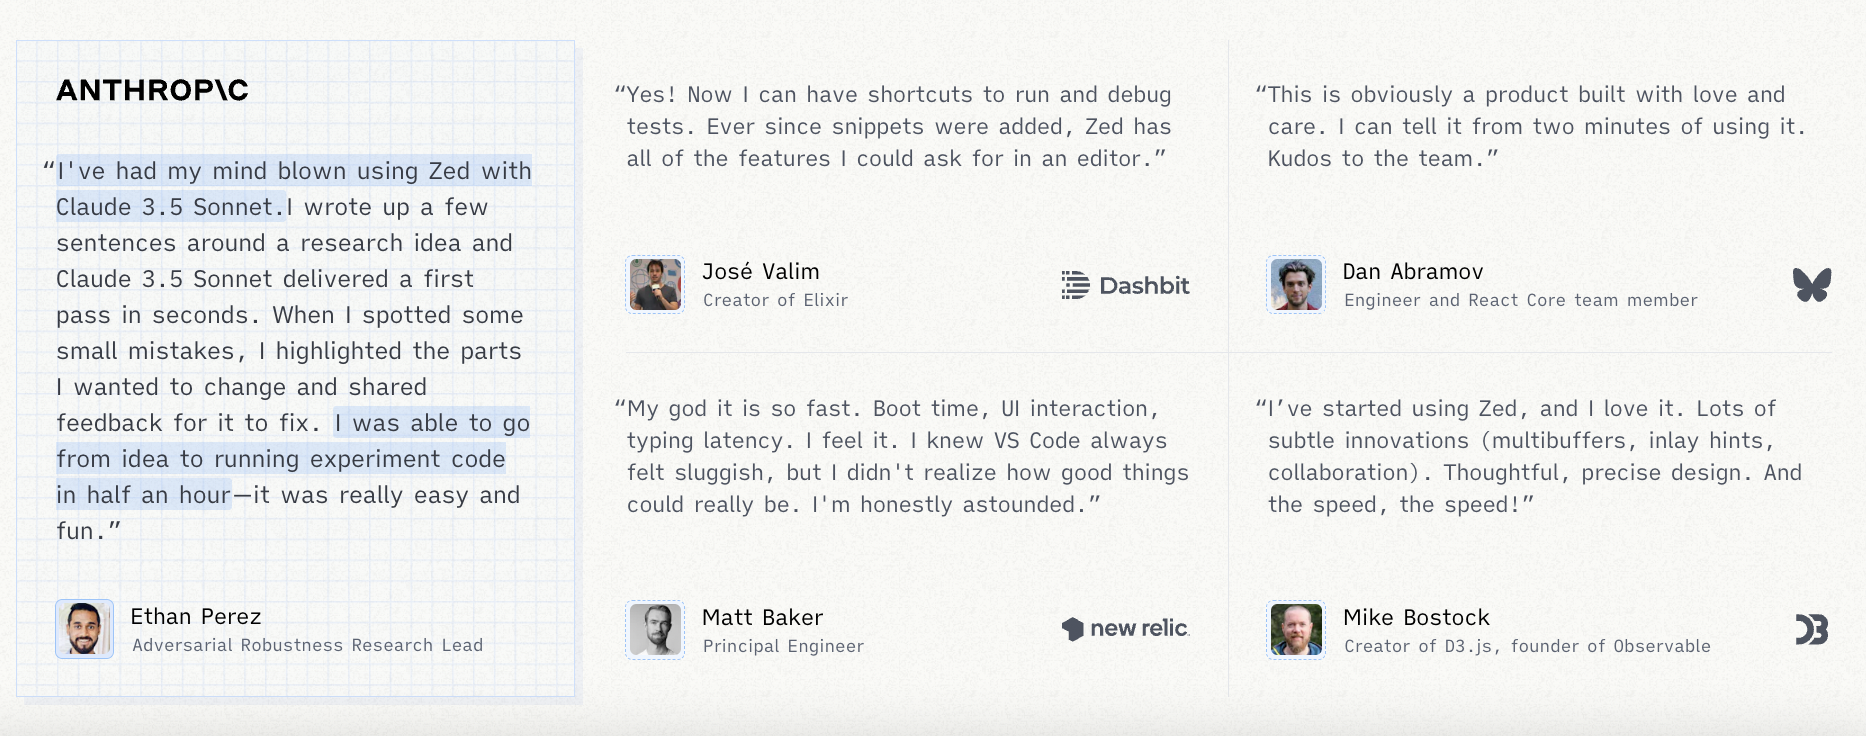 ANTHROP\C
“I've had my mind blown using Zed with
Claude 3.5 Sonnet.I wrote up a few
sentences around a research idea and
Claude 3.5 Sonnet delivered a first
pass in seconds. When I spotted some
small mistakes, I highlighted the parts
I wanted to change and shared
feedback for it to fix. I was able to go
from idea to running experiment code
in half an hour—it was really easy and
fun.”
Ethan Perez
Adversarial Robustness Research Lead
“Yes! Now I can have shortcuts to run and debug
tests. Ever since snippets were added, Zed has
all of the features I could ask for in an editor.”
José Valim
Creator of Elixir
Dashbit
“This is obviously a product built with love and
care. I can tell it from two minutes of using it.
Kudos to the team.”
Dan Abramov
Engineer and React Core team member
“My god it is so fast. Boot time, UI interaction,
typing latency. I feel it. I knew VS Code always
felt sluggish, but I didn't realize how good things
could really be. I'm honestly astounded.”
Matt Baker
Principal Engineer
new relic.
“I’ve started using Zed, and I love it. Lots of
subtle innovations (multibuffers, inlay hints,
collaboration). Thoughtful, precise design. And
the speed, the speed!”
Mike Bostock
Creator of D3.js, founder of Observable
D3